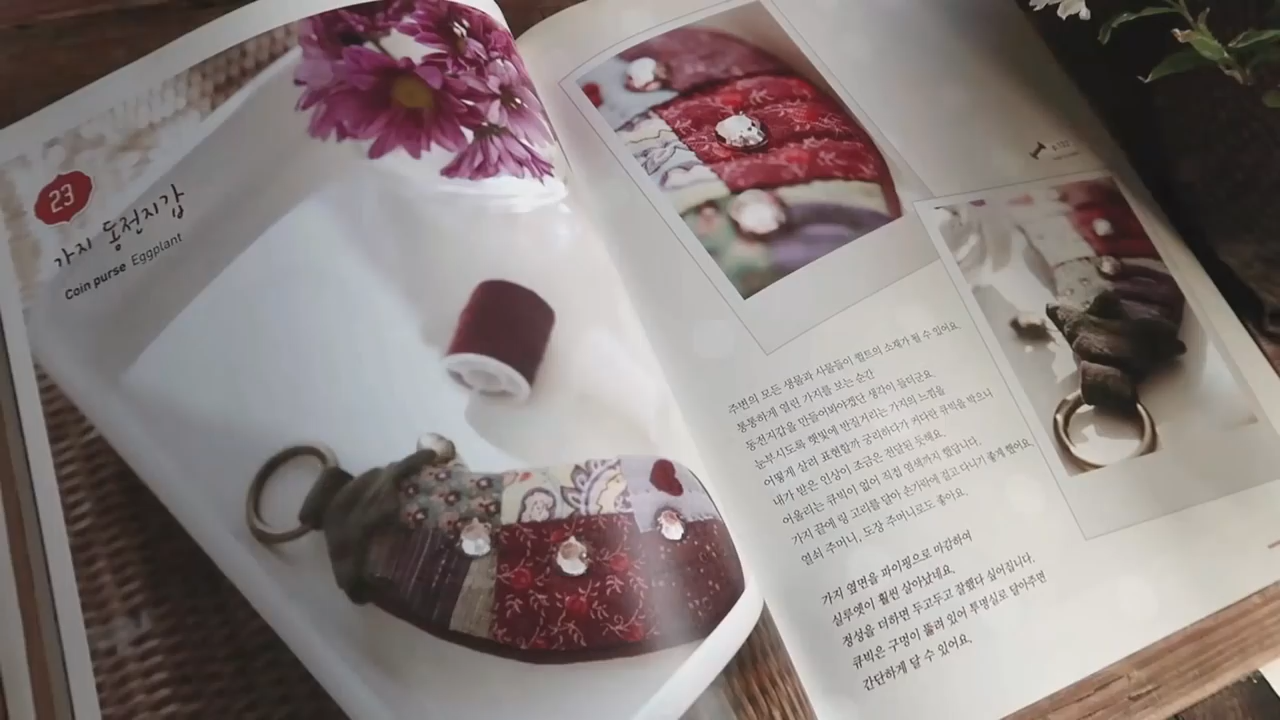 23
가지 동전지갑
Coin purse Eggplant
주변의 모든 생물과 사물들이 퀼트의 소재가 될 수 있어요.
통통하게 열린 가지를 보는 순간
동전지갑을 만들어봐야겠단 생각이 들더군요.
눈부시도록 햇빛에 반질거리는 가지의 느낌을
어떻게 살려 표현할까 궁리하다가 커다란 큐빅을 박으니
내가 받은 인상이 조금은 전달된 듯해요.
어울리는 큐빅이 없어 직접 염색까지 했답니다.
가지 끝에 링 고리를 달아 손가락에 걸고 다니기 좋게 했어요.
열쇠 주머니, 도장 주머니로도 좋아요.
가지 옆면을 파이핑으로 마감하여
실루엣이 훨씬 살아났네요.
정성을 더하면 두고두고 잘했다 싶어집니다.
큐빅은 구멍이 뚫려 있어 투명실로 달아주면
간단하게 달 수 있어요.